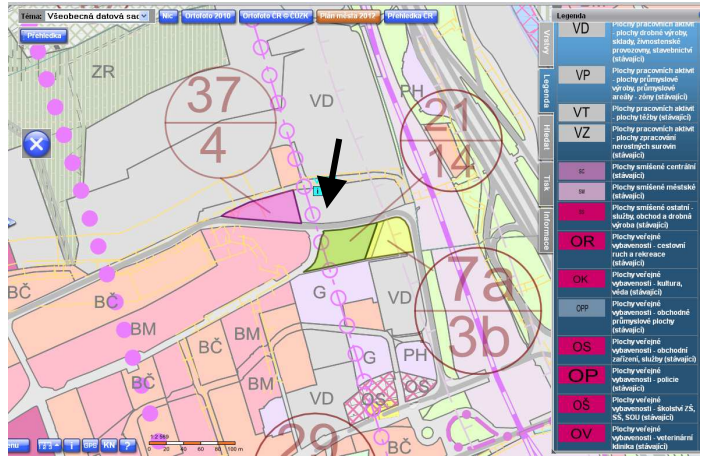 Téma: Všeobecná datová sad
Nic
Ortofoto 2010
Ortofoto ČR © ČÚZK
Plán města 2012
Přehledka ČR
Přehledka
Legenda
Vrstvy
Legenda
Hledat
Tisk
Informace
VD
Plochy pracovních aktivit
- plochy drobné výroby,
sklady, živnostenské
provozovny, stavebnictví
(stávající)
VP
Plochy pracovních aktivit
- plochy průmyslové
výroby, průmyslové
areály - zóny (stávající)
VT
Plochy pracovních aktivit
- plochy těžby (stávající)
VZ
Plochy pracovních aktivit
- plochy zpracování
nerostných surovin
(stávající)
SC
Plochy smíšené centrální
(stávající)
SM
Plochy smíšené městské
(stávající)
Plochy smíšené ostatní -
služby, obchod a drobná
výroba (stávající)
OR
Plochy veřejné
vybavenosti - cestovní
ruch a rekreace
(stávající)
OK
Plochy veřejné
vybavenosti - kultura,
věda (stávající)
OPP
Plochy veřejné
vybavenosti - obchodně
průmyslové plochy
(stávající)
OS
Plochy veřejné
vybavenosti - obchodní
zařízení, služby (stávající)
OP
Plochy veřejné
vybavenosti - policie
(stávající)
OŠ
Plochy veřejné
vybavenosti - školství ZŠ,
SŠ, SOU (stávající)
OV
Plochy veřejné
vybavenosti - veterinární
klinika (stávající)
ZR
37
4
VD
PH
21
14
i
7a
3b
G
VD
BČ
BČ
BM
BČ
BM
BČ
BM
G
PH
VD
OS
OS
29
BČ
enu
i
GPS
KN
?
1:2 569
0 20 40 60 80 100 m